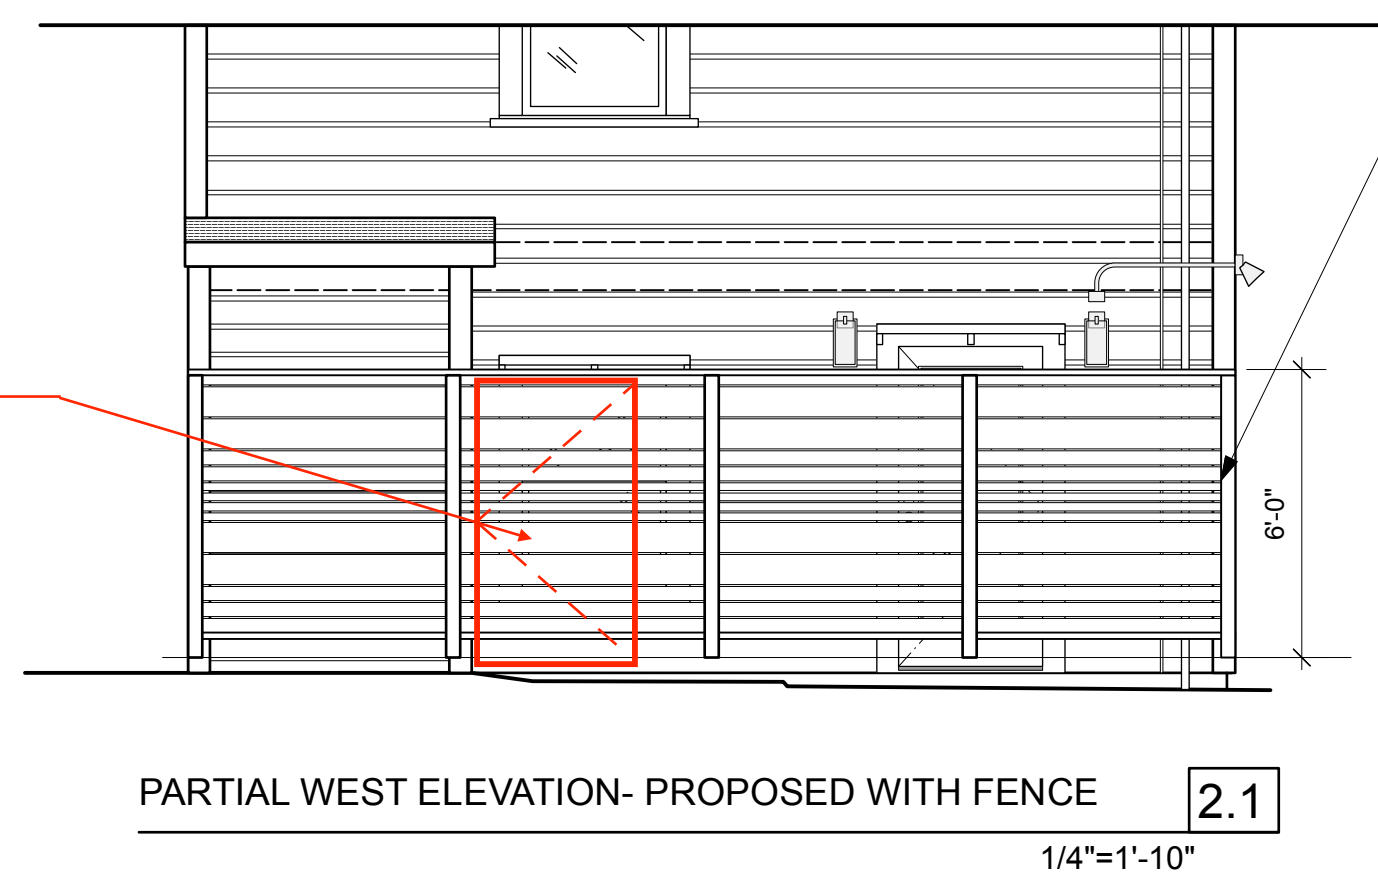 6'-0"
PARTIAL WEST ELEVATION- PROPOSED WITH FENCE
2.1
1/4"=1'-10"